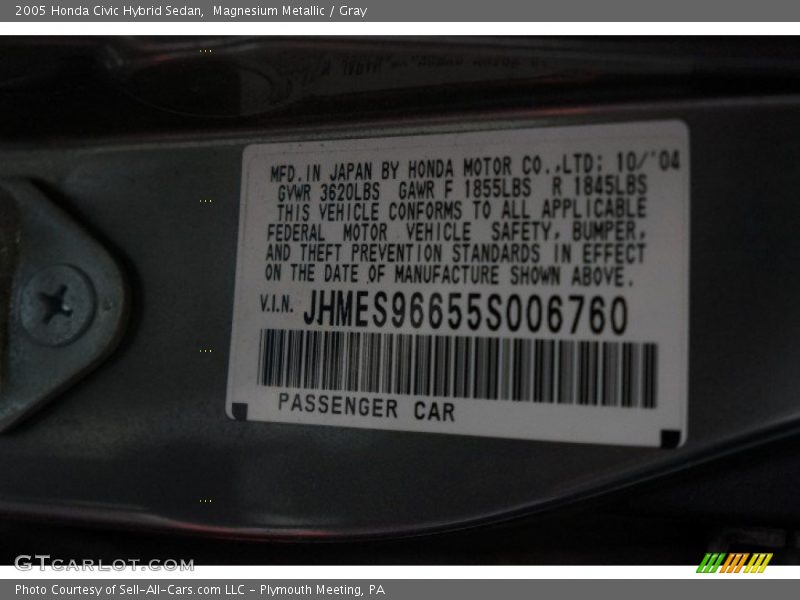 2005 Honda Civic Hybrid Sedan, Magnesium Metallic / Gray
MFD. IN JAPAN BY HONDA MOTOR CO.,LTD: 10/'04
GVWR 3620LBS GAWR F 1855LBS R 1845LBS
THIS VEHICLE CONFORMS TO ALL APPLICABLE
FEDERAL MOTOR VEHICLE SAFETY, BUMPER,
AND THEFT PREVENTION STANDARDS IN EFFECT
ON THE DATE OF MANUFACTURE SHOWN ABOVE.
V.I.N. JHMES96655S006760
PASSENGER CAR
GTCARLOT.COM
Photo Courtesy of Sell-All-Cars.com LLC - Plymouth Meeting, PA